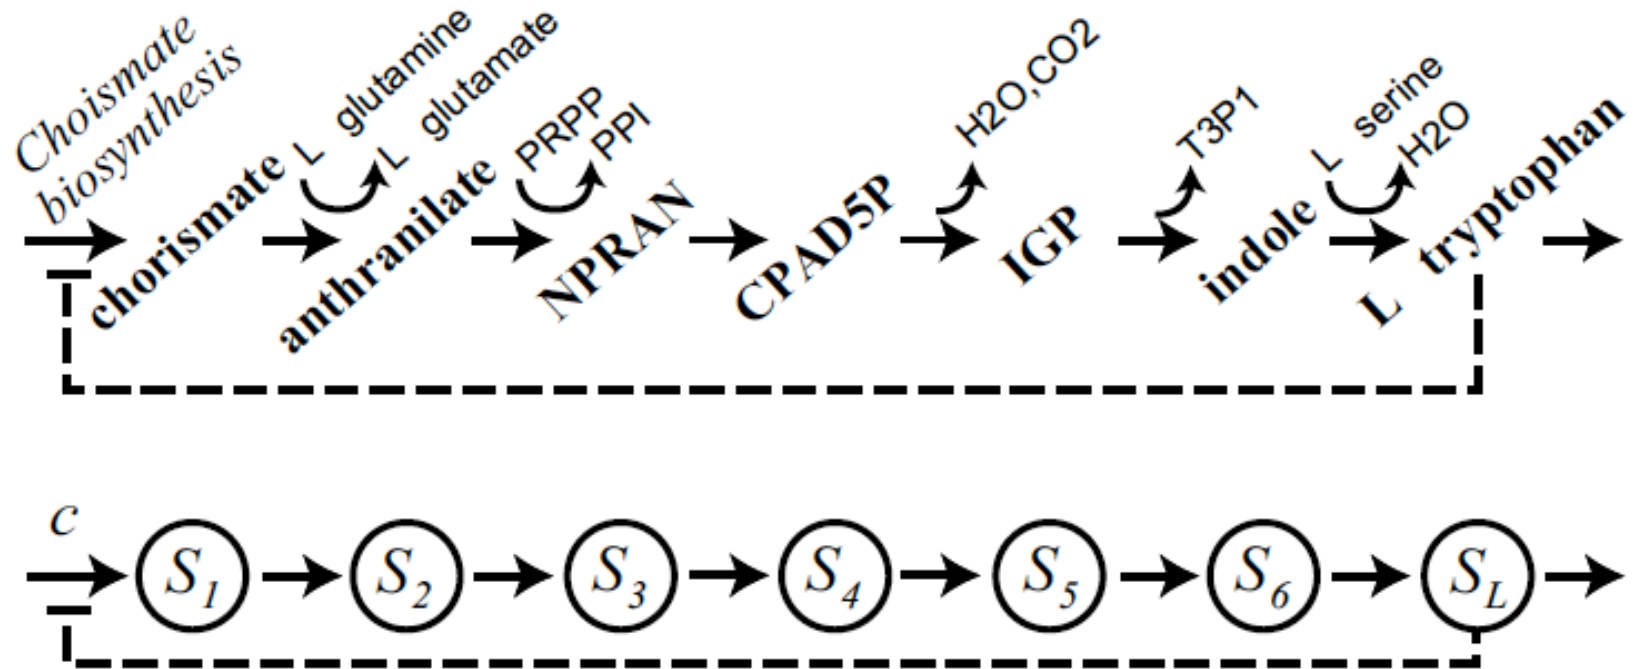 Choismate
biosynthesis
chorismate
L glutamine
L glutamate
anthranilate
PRPP
PPI
NPRAN
CPAD5P
H2O,CO2
IGP
T3P1
indole
L serine
H2O
L tryptophan
c
S1
S2
S3
S4
S5
S6
SL